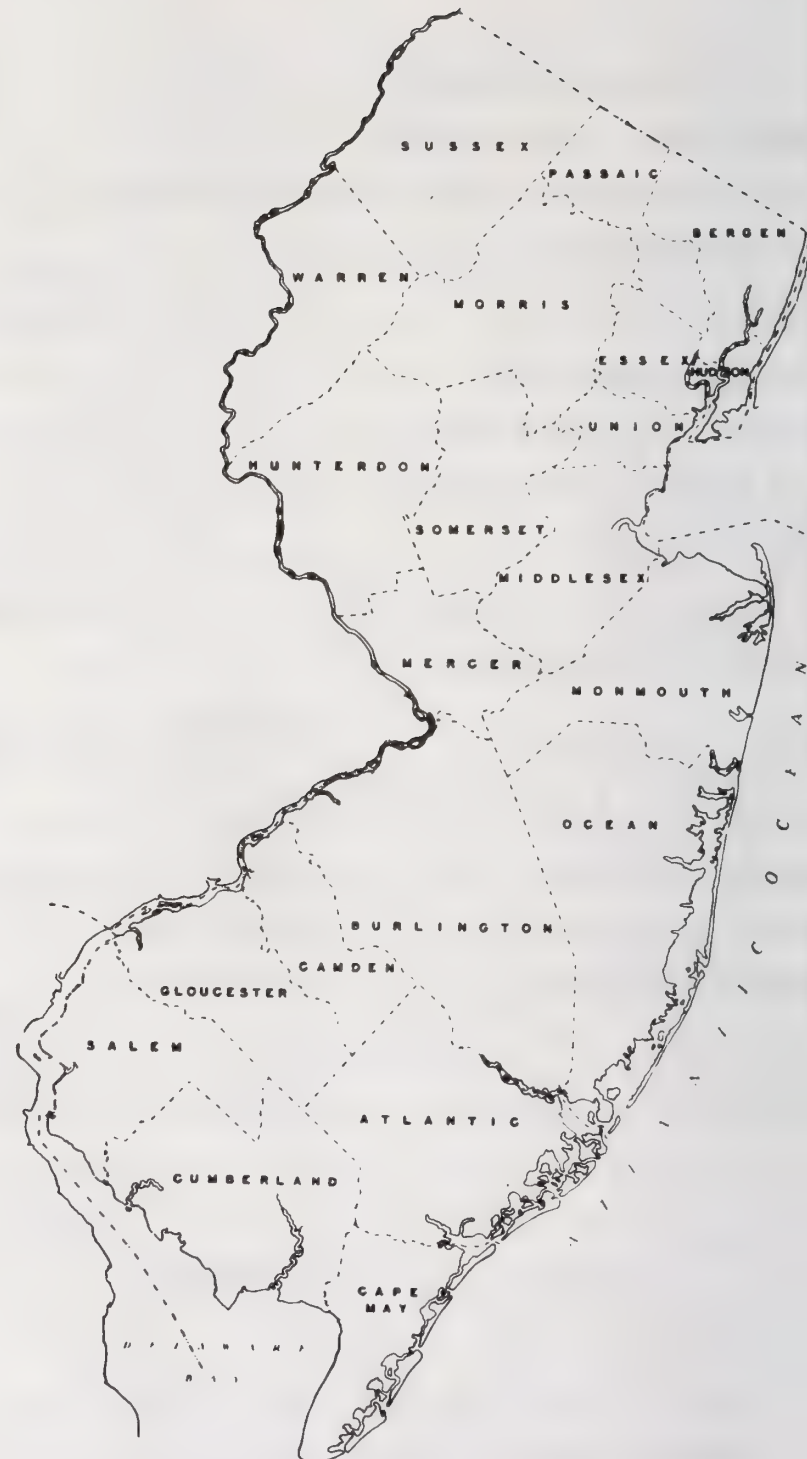 SUSSEX
PASSAIC
BERGEN
WARREN
MORRIS
ESSEX
HUDSON
UNION
HUNTERDON
SOMERSET
MIDDLESEX
MERCER
MONMOUTH
OCEAN
BURLINGTON
CAMDEN
GLOUCESTER
SALEM
ATLANTIC
CUMBERLAND
CAPE
MAY
OCEAN